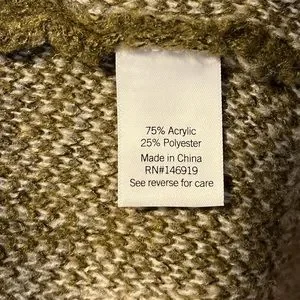 75% Acrylic
25% Polyester
Made in China
RN#146919
See reverse for care